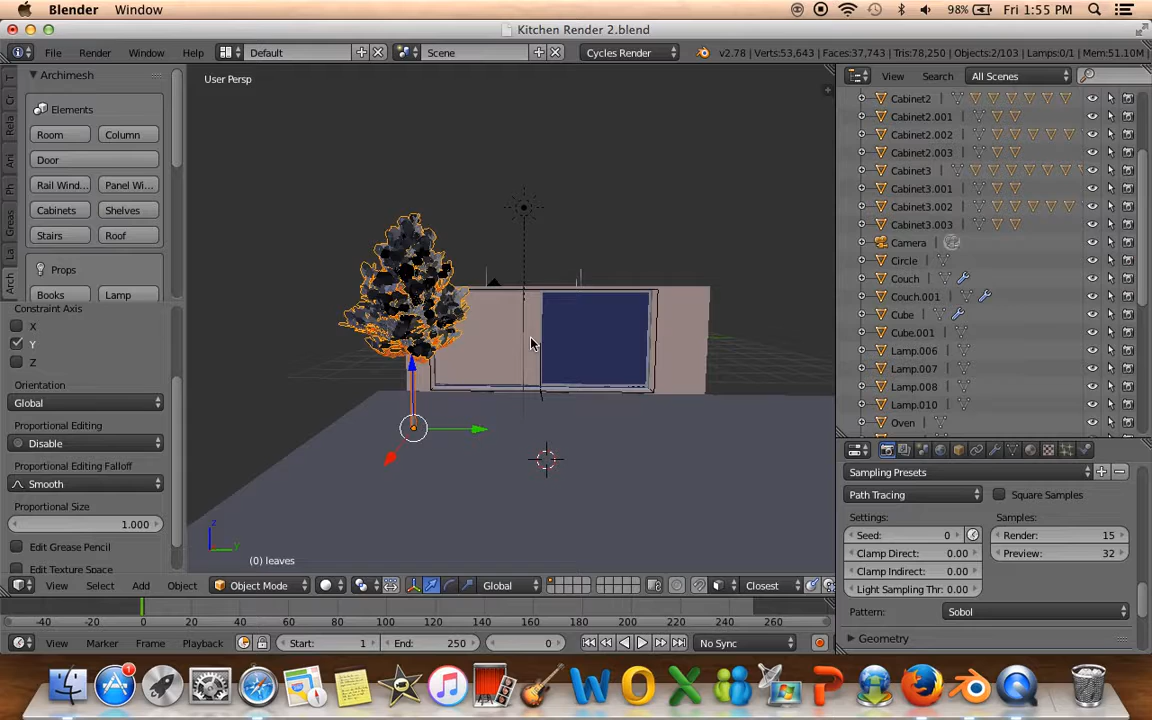 Blender Window 98% Fri 1:55 PM
Kitchen Render 2.blend
File Render Window Help Default Scene Cycles Render v2.78 | Verts:53,643 | Faces:37,743 | Tris:78,250 | Objects:2/103 | Lamps:0/1 | Mem:51.10M
Archimesh
Elements
Room Column
Door
Rail Wind... Panel Wi...
Cabinets Shelves
Stairs Roof
Props
Books Lamp
Constraint Axis
X
Y
Z
Orientation
Global
Proportional Editing
Disable
Proportional Editing Falloff
Smooth
Proportional Size
1.000
Edit Grease Pencil
Edit Texture Space
T
Cr
Rela
Ani
Ph
Greas
La
Arch
User Persp
(0) leaves
View Search All Scenes
Cabinet2
Cabinet2.001
Cabinet2.002
Cabinet2.003
Cabinet3
Cabinet3.001
Cabinet3.002
Cabinet3.003
Camera
Circle
Couch
Couch.001
Cube
Cube.001
Lamp.006
Lamp.007
Lamp.008
Lamp.010
Oven
Sampling Presets
Path Tracing Square Samples
Settings: Samples:
Seed: 0 Render: 15
Clamp Direct: 0.00 Preview: 32
Clamp Indirect: 0.00
Light Sampling Thr: 0.00
Pattern: Sobol
Geometry
View Select Add Object Object Mode Global Closest
-40 -20 0 20 40 60 80 100 120 140 160 180 200 220 240 260
View Marker Frame Playback Start: 1 End: 250 0 No Sync